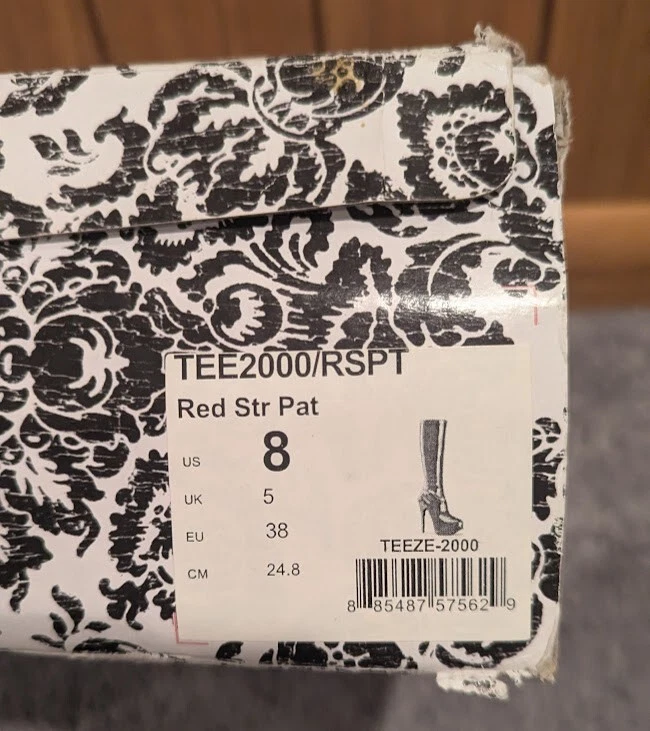 TEE2000/RSPT
Red Str Pat
US 8
UK 5
EU 38
CM 24.8
TEEZE-2000
8 85487 57562 9